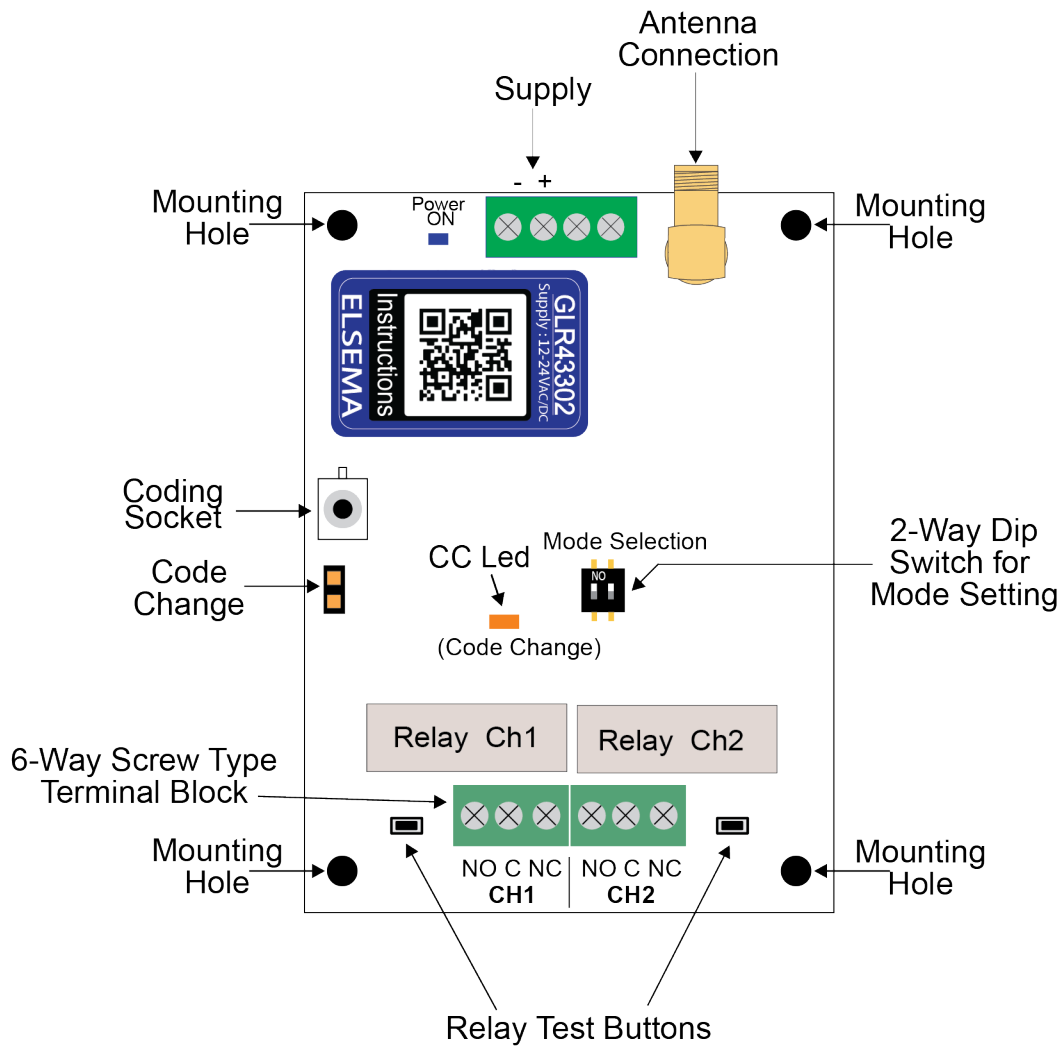 Antenna
Connection
Supply
- +
Mounting
Hole
Power
ON
Mounting
Hole
GLR43302
Supply : 12-24VAC/DC
Instructions
ELSEMA
Coding
Socket
Code
Change
CC Led
(Code Change)
Mode Selection
NO
2-Way Dip
Switch for
Mode Setting
Relay Ch1
Relay Ch2
6-Way Screw Type
Terminal Block
NO C NC
CH1
NO C NC
CH2
Mounting
Hole
Mounting
Hole
Relay Test Buttons